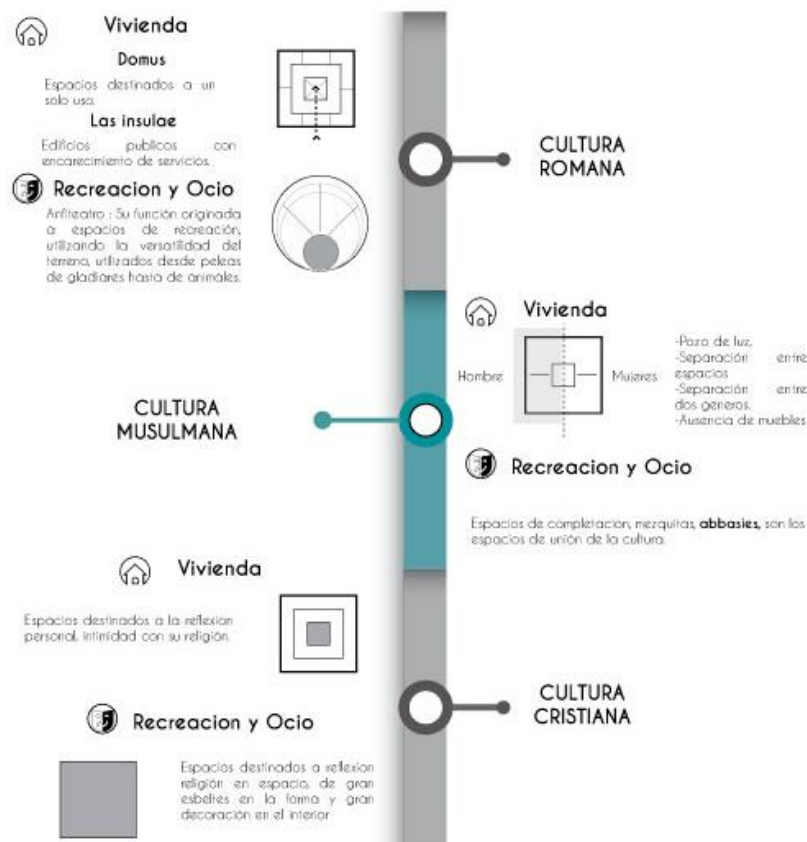 Vivienda
Domus
Espacios destinados a un
solo uso.
Las insulae
Edificios publicos con
encarecimiento de servicios.
Recreacion y Ocio
Anfiteatro : Su función originada
a espacios de recreación,
utilizando la versatilidad del
terreno, utilizados desde peleas
de gladiares hasta de animales.
CULTURA
ROMANA
Vivienda
Hombre
Mujeres
-Pozo de luz,
-Separación entre
espacios
-Separación entre
dos generos.
-Ausencia de muebles
CULTURA
MUSULMANA
Recreacion y Ocio
Espacios de completación, mezquitas, abbasies, son los
espacios de unión de la cultura.
Vivienda
Espacios destinados a la reflexion
personal, intimidad con su religión.
CULTURA
CRISTIANA
Recreacion y Ocio
Espacios destinados a reflexion
religión en espacio, de gran
esbeltes en la forma y gran
decoración en el interior